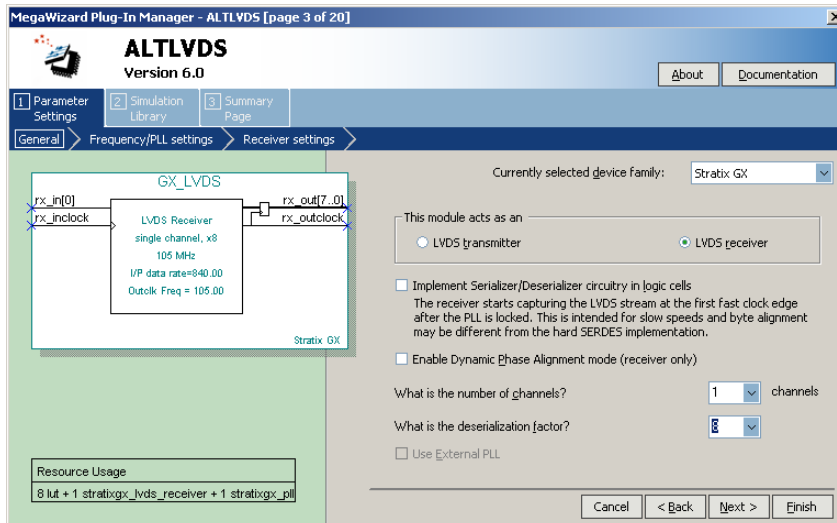 MegaWizard Plug-In Manager - ALTLVDS [page 3 of 20]
ALTLVDS
Version 6.0
About
Documentation
1 Parameter Settings
2 Simulation Library
3 Summary Page
General
Frequency/PLL settings
Receiver settings
GX_LVDS
rx_in[0]
rx_inclock
rx_out[7..0]
rx_outclock
LVDS Receiver
single channel, x8
105 MHz
I/P data rate=840.00
Outclk Freq = 105.00
Stratix GX
Resource Usage
8 lut + 1 stratixgx_lvds_receiver + 1 stratixgx_pll
Currently selected device family:
Stratix GX
This module acts as an
LVDS transmitter
LVDS receiver
Implement Serializer/Deserializer circuitry in logic cells
The receiver starts capturing the LVDS stream at the first fast clock edge
after the PLL is locked. This is intended for slow speeds and byte alignment
may be different from the hard SERDES implementation.
Enable Dynamic Phase Alignment mode (receiver only)
What is the number of channels?
1
channels
What is the deserialization factor?
8
Use External PLL
Cancel
< Back
Next >
Finish